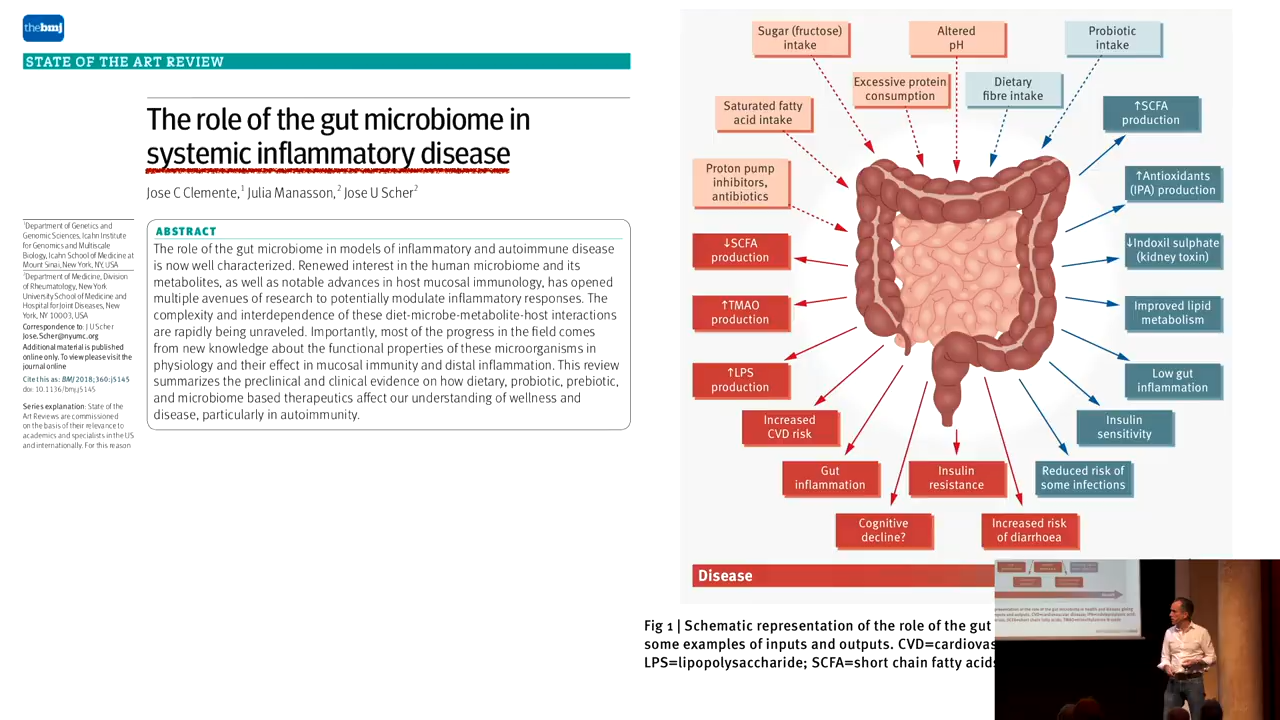 thebmj
STATE OF THE ART REVIEW
The role of the gut microbiome in
systemic inflammatory disease
Jose C Clemente,1 Julia Manasson,2 Jose U Scher2
1Department of Genetics and
Genomic Sciences, Icahn Institute
for Genomics and Multiscale
Biology, Icahn School of Medicine at
Mount Sinai, New York, NY, USA
2Department of Medicine, Division
of Rheumatology, New York
University School of Medicine and
Hospital for Joint Diseases, New
York, NY 10003, USA
Correspondence to: J U Scher
Jose.Scher@nyumc.org
Additional material is published
online only. To view please visit the
journal online
Cite this as: BMJ 2018;360:j5145
doi: 10.1136/bmj.j5145
Series explanation: State of the
Art Reviews are commissioned
on the basis of their relevance to
academics and specialists in the US
and internationally. For this reason
ABSTRACT
The role of the gut microbiome in models of inflammatory and autoimmune disease
is now well characterized. Renewed interest in the human microbiome and its
metabolites, as well as notable advances in host mucosal immunology, has opened
multiple avenues of research to potentially modulate inflammatory responses. The
complexity and interdependence of these diet-microbe-metabolite-host interactions
are rapidly being unraveled. Importantly, most of the progress in the field comes
from new knowledge about the functional properties of these microorganisms in
physiology and their effect in mucosal immunity and distal inflammation. This review
summarizes the preclinical and clinical evidence on how dietary, probiotic, prebiotic,
and microbiome based therapeutics affect our understanding of wellness and
disease, particularly in autoimmunity.
Sugar (fructose)
intake
Altered
pH
Probiotic
intake
Excessive protein
consumption
Dietary
fibre intake
Saturated fatty
acid intake
↑SCFA
production
Proton pump
inhibitors,
antibiotics
↑Antioxidants
(IPA) production
↓SCFA
production
↓Indoxil sulphate
(kidney toxin)
↑TMAO
production
Improved lipid
metabolism
↑LPS
production
Low gut
inflammation
Increased
CVD risk
Insulin
sensitivity
Gut
inflammation
Insulin
resistance
Reduced risk of
some infections
Cognitive
decline?
Increased risk
of diarrhoea
Disease
Fig 1 | Schematic representation of the role of the gut
some examples of inputs and outputs. CVD=cardiovas
LPS=lipopolysaccharide; SCFA=short chain fatty acids